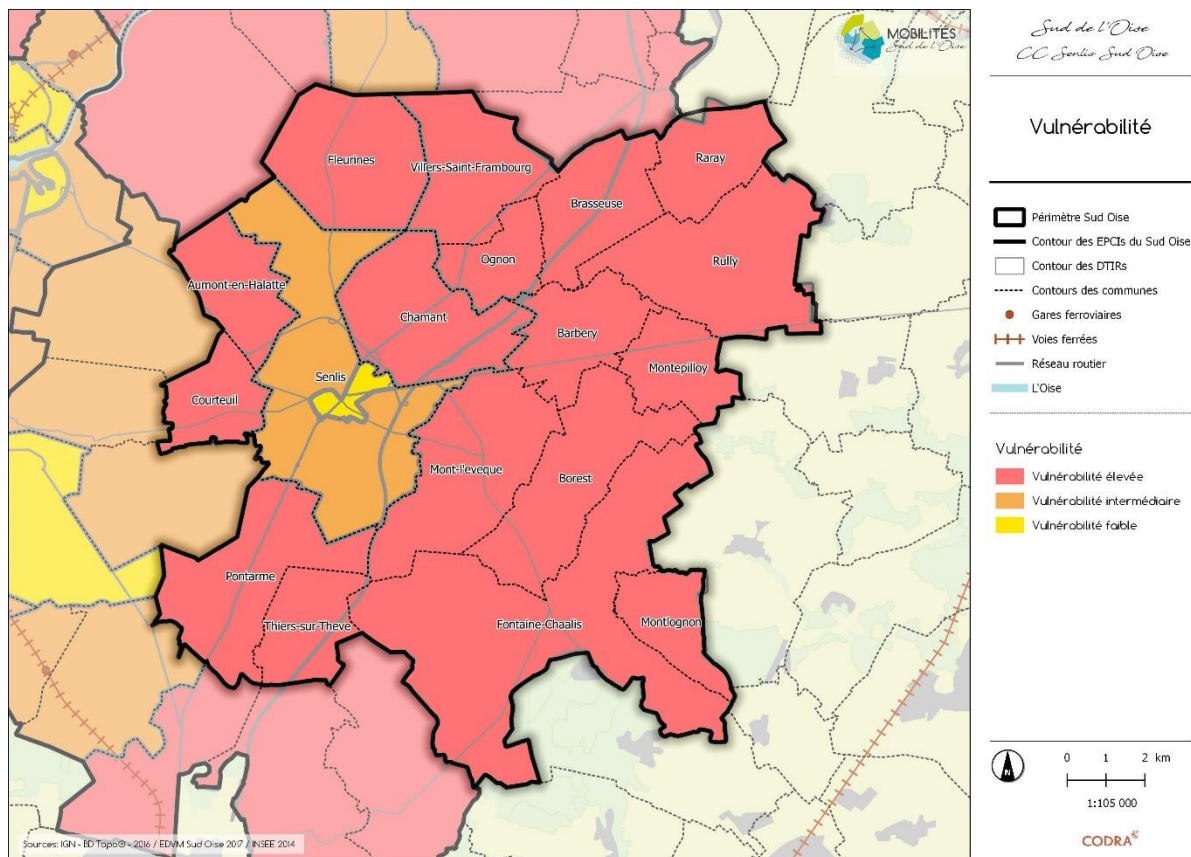 MOBILITÉS
Sud de l'Oise
Fleurines
Villers-Saint-Frambourg
Raray
Brasseuse
Ognon
Rully
Aumont-en-Halatte
Chamant
Barbery
Montepilloy
Senlis
Courteuil
Mont-l'eveque
Borest
Pontarme
Thiers-sur-Theve
Fontaine-Chaalis
Montlognon
Sources: IGN - BD Topo® - 2016 / EDVM Sud Oise 2017 / INSEE 2014
Sud de l'Oise
CC Senlis Sud Oise
Vulnérabilité
Périmètre Sud Oise
Contour des EPCIs du Sud Oise
Contour des DTIRs
Contours des communes
Gares ferroviaires
Voies ferrées
Réseau routier
L'Oise
Vulnérabilité
Vulnérabilité élevée
Vulnérabilité intermédiaire
Vulnérabilité faible
N
0 1 2 km
1:105 000
CODRA